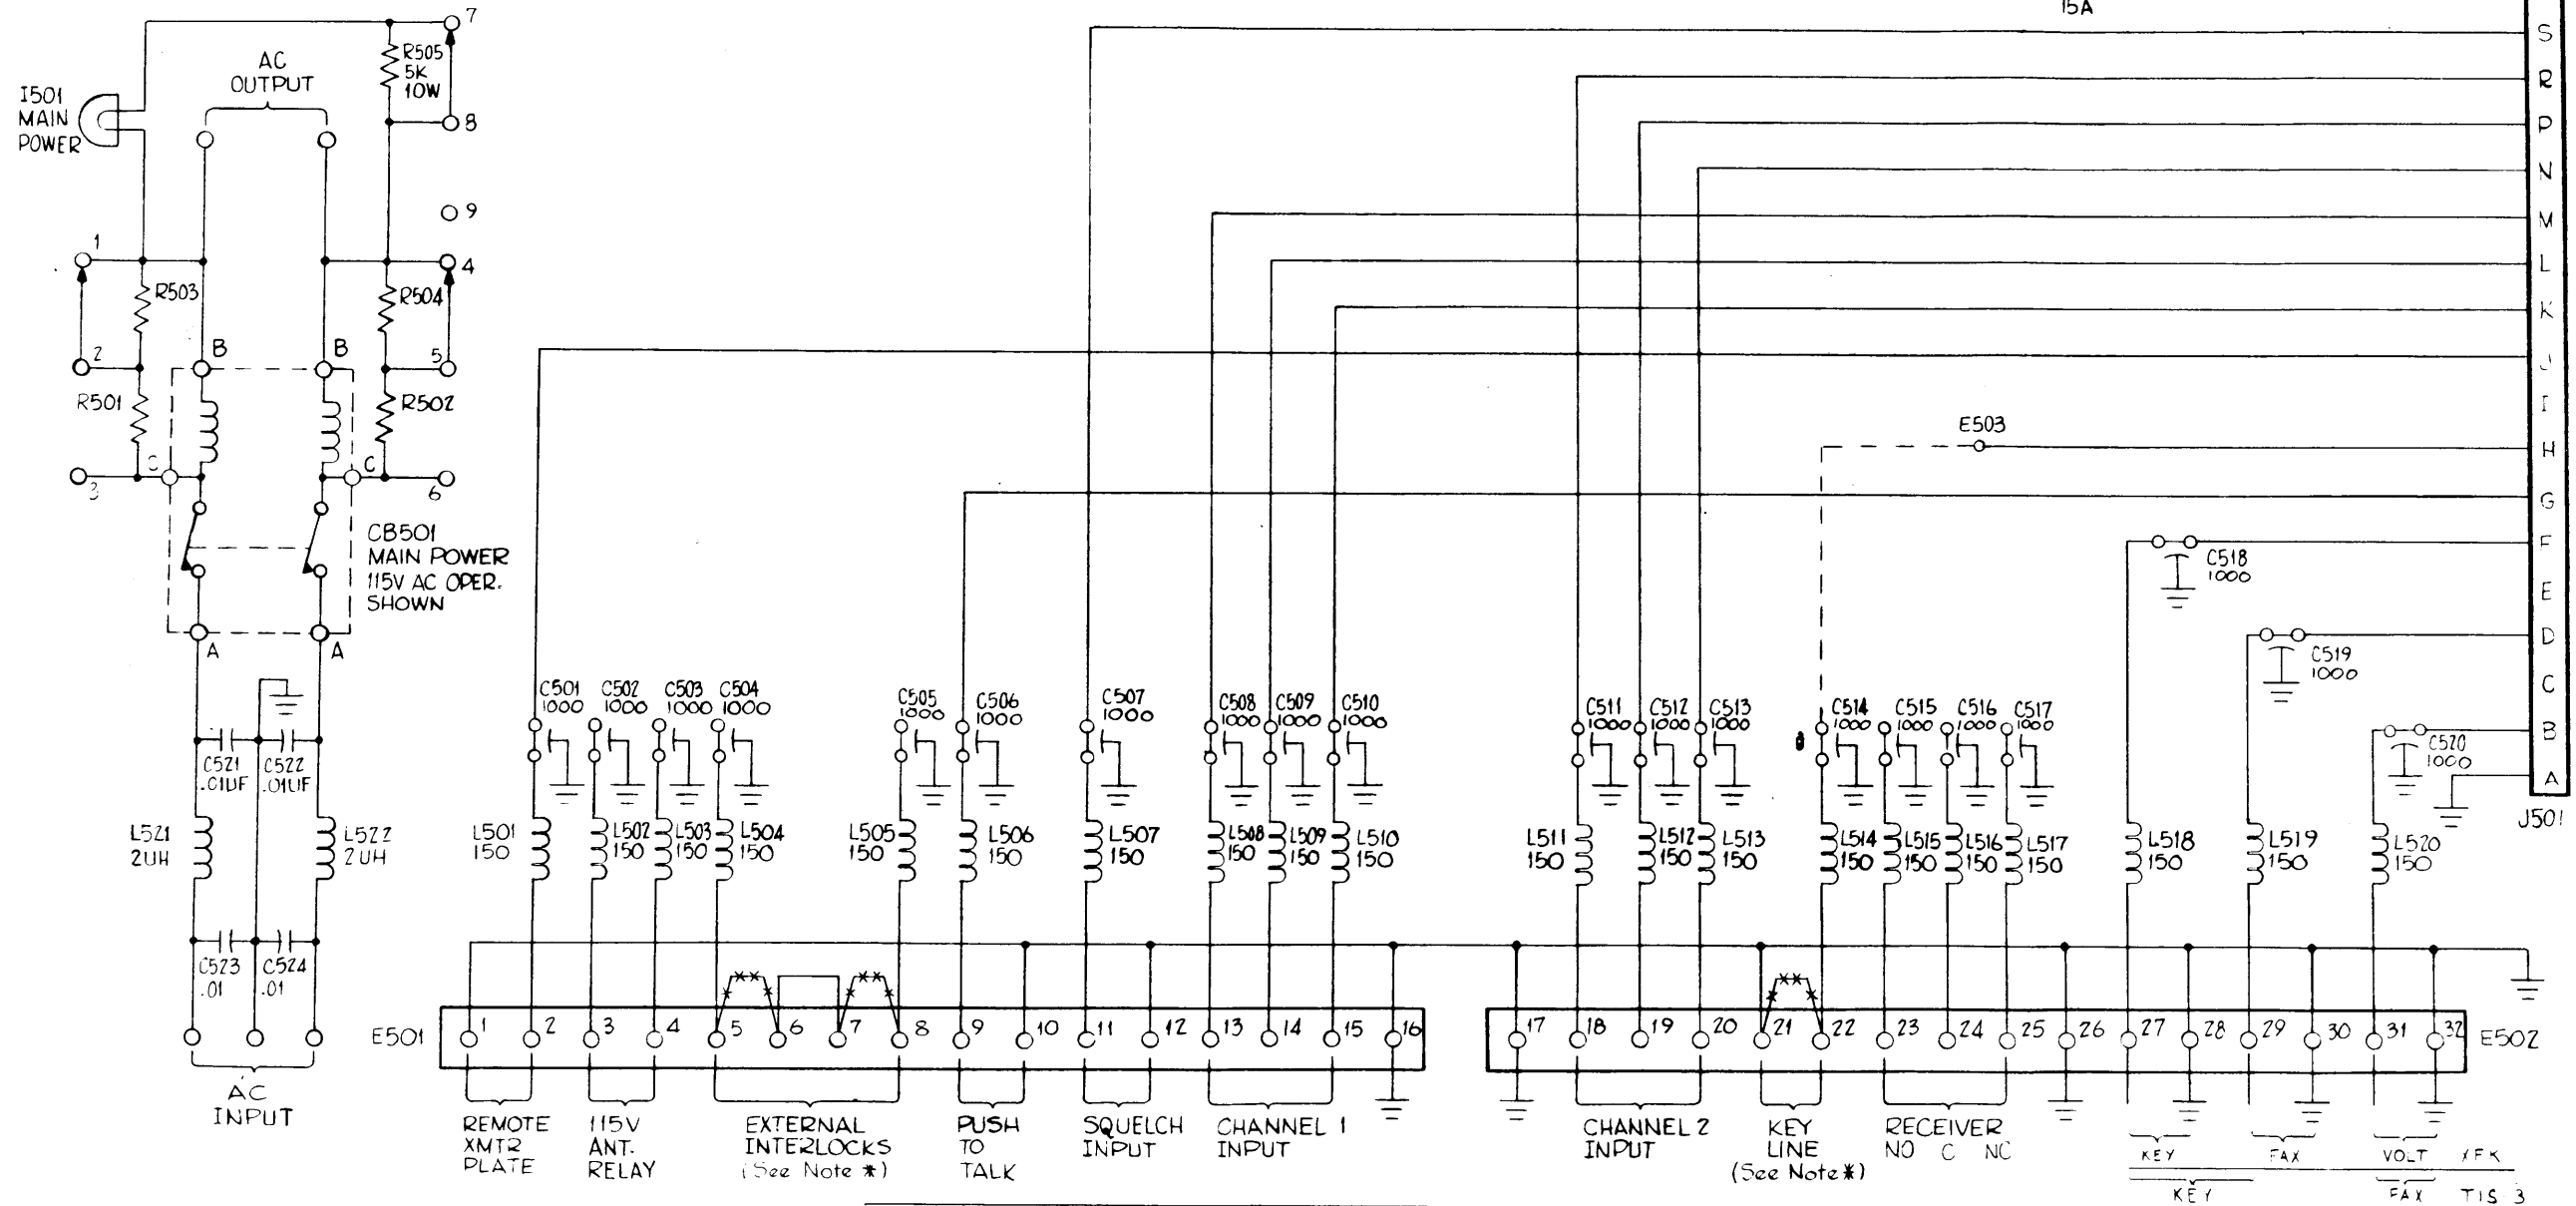 15A
7
R505
5K
10W
8
AC
OUTPUT
I501
MAIN
POWER
9
1
4
R503
R504
2
B
B
5
R501
R502
C
C
3
6
CB501
MAIN POWER
115V AC OPER.
SHOWN
A
A
C521
.01UF
C522
.01UF
L521
2UH
L522
2UH
C523
.01
C524
.01
AC
INPUT
S
R
P
N
M
L
K
J
I
H
G
F
E
D
C
B
A
J501
E503
C518
1000
C519
1000
C520
1000
C501
1000
C502
1000
C503
1000
C504
1000
C505
1000
C506
1000
C507
1000
C508
1000
C509
1000
C510
1000
C511
1000
C512
1000
C513
1000
C514
1000
C515
1000
C516
1000
C517
1000
L501
150
L502
150
L503
150
L504
150
L505
150
L506
150
L507
150
L508
150
L509
150
L510
150
L511
150
L512
150
L513
150
L514
150
L515
150
L516
150
L517
150
L518
150
L519
150
L520
150
E501
1 2 3 4 5 6 7 8 9 10 11 12 13 14 15 16
17 18 19 20 21 22 23 24 25 26 27 28 29 30 31 32
E502
REMOTE
XMTR
PLATE
115V
ANT.
RELAY
EXTERNAL
INTERLOCKS
(See Note *)
PUSH
TO
TALK
SQUELCH
INPUT
CHANNEL 1
INPUT
CHANNEL 2
INPUT
KEY
LINE
(See Note *)
RECEIVER
NO C NC
KEY FAX VOLT XFK
KEY FAX TIS 3